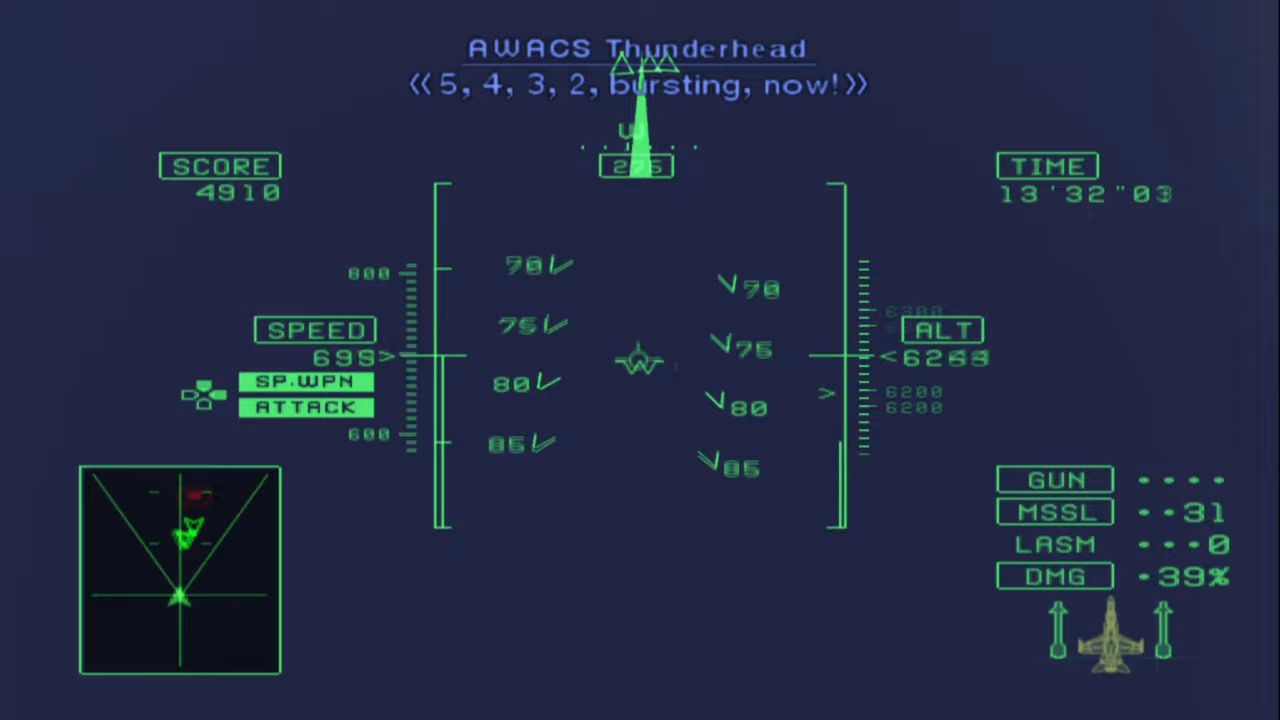 AWACS Thunderhead
<<5, 4, 3, 2, bursting, now!>>
W
275
SCORE
4910
TIME
13'32"03
70
70
75
75
80
80
85
85
800
SPEED
699>
SP.WPN
ATTACK
600
6300
ALT
6200
6200
GUN ----
MSSL --31
LASM ---0
DMG -39%